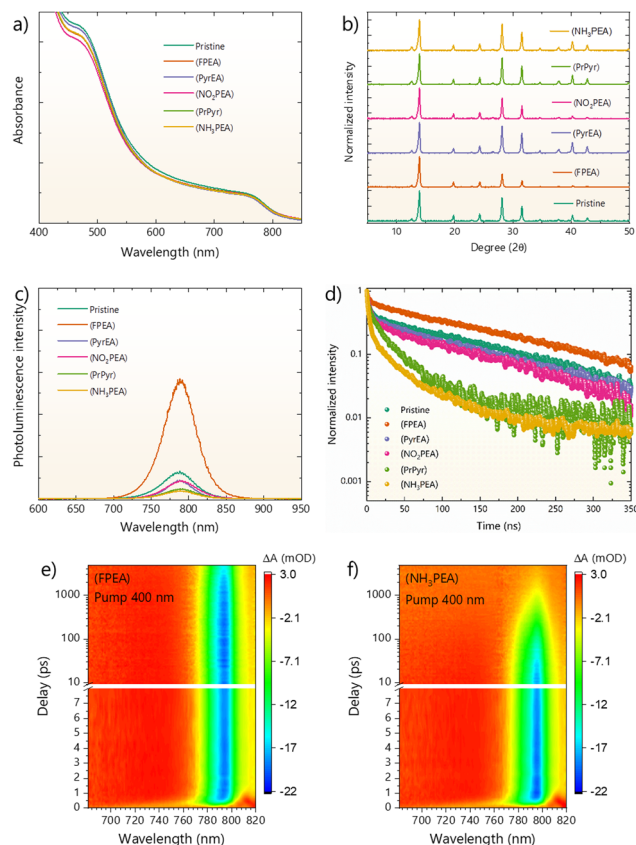 a)
Absorbance
Pristine
(FPEA)
(PyrEA)
(NO₂PEA)
(PrPyr)
(NH₃PEA)
400 500 600 700 800
Wavelength (nm)
b)
Normalized intensity
(NH₃PEA)
(PrPyr)
(NO₂PEA)
(PyrEA)
(FPEA)
Pristine
10 20 30 40 50
Degree (2θ)
c)
Photoluminescence intensity
Pristine
(FPEA)
(PyrEA)
(NO₂PEA)
(PrPyr)
(NH₃PEA)
600 650 700 750 800 850 900 950
Wavelength (nm)
d)
Normalized intensity
1
0.1
0.01
0.001
Pristine
(FPEA)
(PyrEA)
(NO₂PEA)
(PrPyr)
(NH₃PEA)
0 50 100 150 200 250 300 350
Time (ns)
e)
(FPEA)
Pump 400 nm
Delay (ps)
1000
100
10
7
6
5
4
3
2
1
0
700 720 740 760 780 800 820
Wavelength (nm)
ΔA (mOD)
3.0
-2.1
-7.1
-12
-17
-22
f)
(NH₃PEA)
Pump 400 nm
Delay (ps)
1000
100
10
7
6
5
4
3
2
1
0
700 720 740 760 780 800 820
Wavelength (nm)
ΔA (mOD)
3.0
-2.1
-7.1
-12
-17
-22